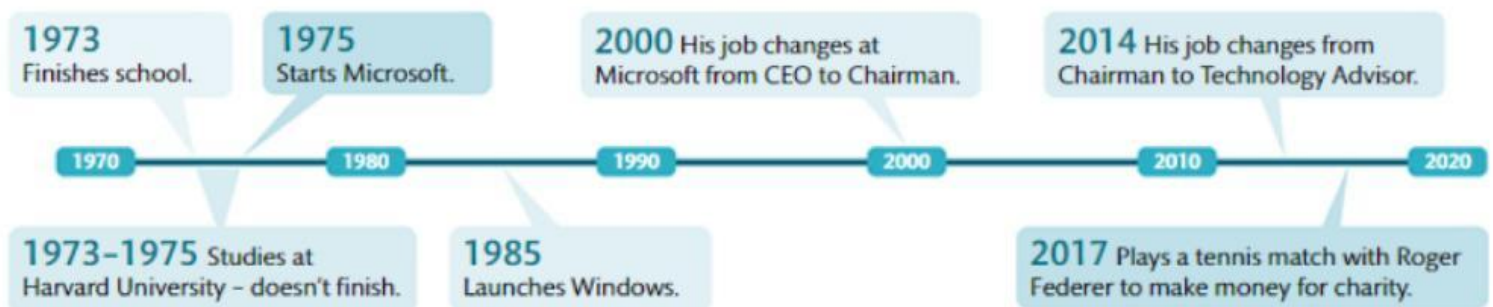 1973
Finishes school.
1975
Starts Microsoft.
2000 His job changes at
Microsoft from CEO to Chairman.
2014 His job changes from
Chairman to Technology Advisor.
1970
1980
1990
2000
2010
2020
1973–1975 Studies at
Harvard University – doesn't finish.
1985
Launches Windows.
2017 Plays a tennis match with Roger
Federer to make money for charity.